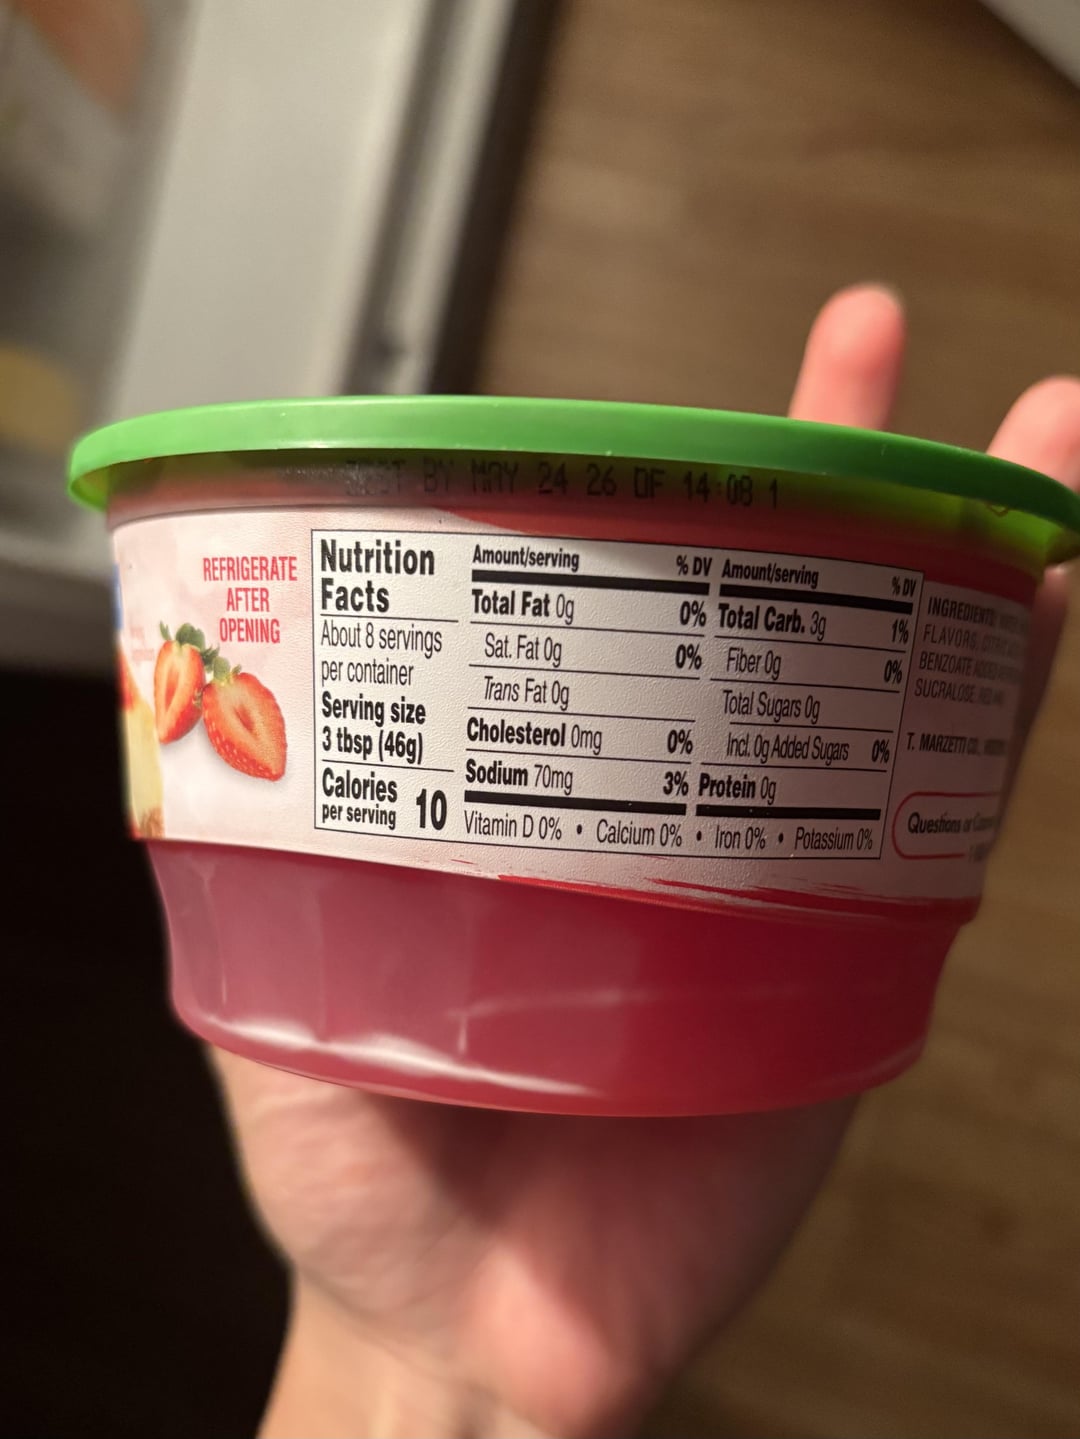 BEST BY MAY 24 26 DF 14:08 1
REFRIGERATE
AFTER
OPENING
Nutrition
Facts
About 8 servings
per container
Serving size
3 tbsp (46g)
Calories
per serving 10
Amount/serving % DV
Total Fat 0g 0%
Sat. Fat 0g 0%
Trans Fat 0g
Cholesterol 0mg 0%
Sodium 70mg 3%
Amount/serving % DV
Total Carb. 3g 1%
Fiber 0g 0%
Total Sugars 0g
Incl. 0g Added Sugars 0%
Protein 0g
Vitamin D 0% • Calcium 0% • Iron 0% • Potassium 0%
INGREDIENTS:
FLAVORS, CITRIC
BENZOATE ADDED
SUCRALOSE, RED
T. MARZETTI CO.,
Questions or